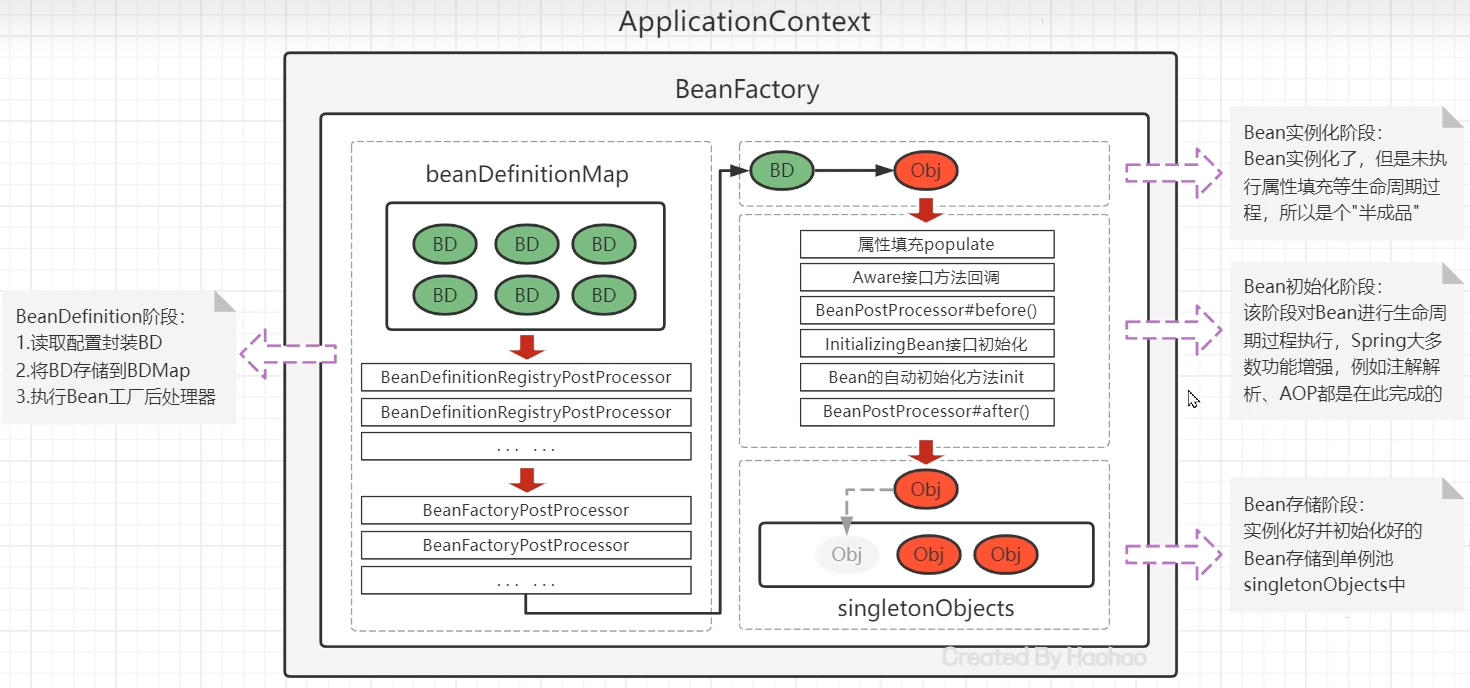 ApplicationContext
BeanFactory
beanDefinitionMap
BD
BD
BD
BD
BD
BD
BeanDefinitionRegistryPostProcessor
BeanDefinitionRegistryPostProcessor
... ...
BeanFactoryPostProcessor
BeanFactoryPostProcessor
... ...
BeanDefinition阶段：
1.读取配置封装BD
2.将BD存储到BDMap
3.执行Bean工厂后处理器
BD
Obj
属性填充populate
Aware接口方法回调
BeanPostProcessor#before()
InitializingBean接口初始化
Bean的自动初始化方法init
BeanPostProcessor#after()
Obj
Obj
Obj
Obj
singletonObjects
Bean实例化阶段：
Bean实例化了，但是未执
行属性填充等生命周期过
程，所以是个"半成品"
Bean初始化阶段：
该阶段对Bean进行生命周
期过程执行，Spring大多
数功能增强，例如注解解
析、AOP都是在此完成的
Bean存储阶段：
实例化好并初始化好的
Bean存储到单例池
singletonObjects中
Created By Haohao